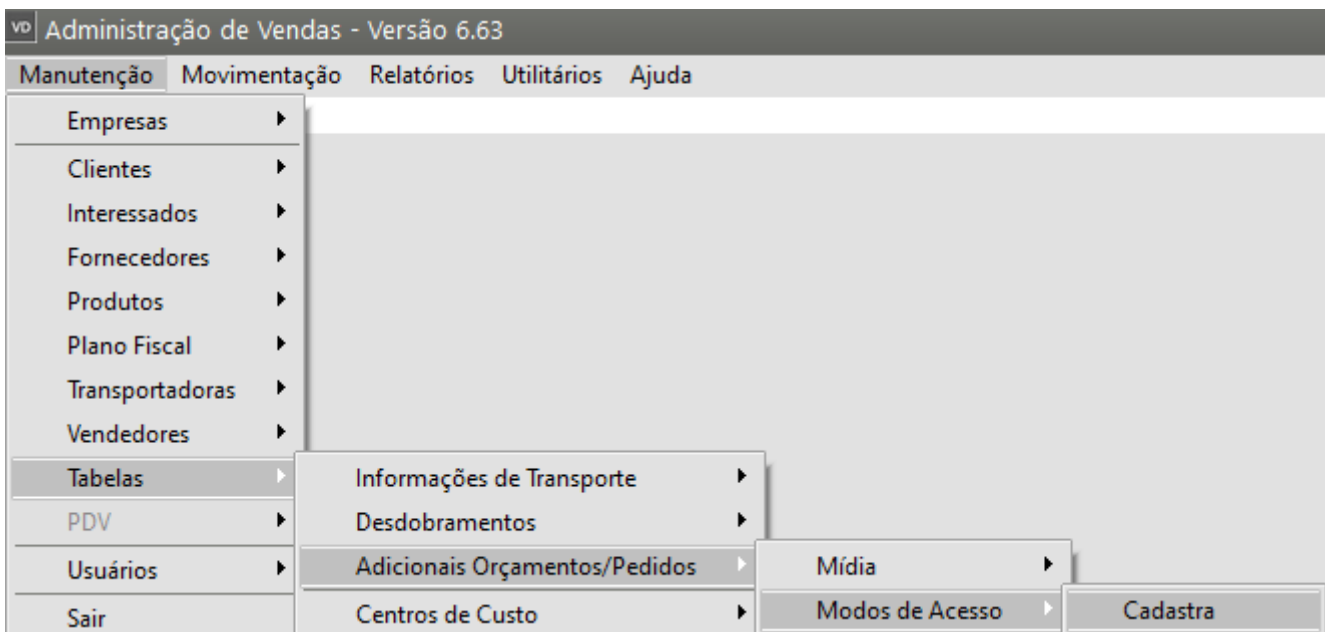 VD Administração de Vendas - Versão 6.63
Manutenção Movimentação Relatórios Utilitários Ajuda
Empresas
Clientes
Interessados
Fornecedores
Produtos
Plano Fiscal
Transportadoras
Vendedores
Tabelas Informações de Transporte
PDV Desdobramentos
Usuários Adicionais Orçamentos/Pedidos Mídia
Sair Centros de Custo Modos de Acesso Cadastra